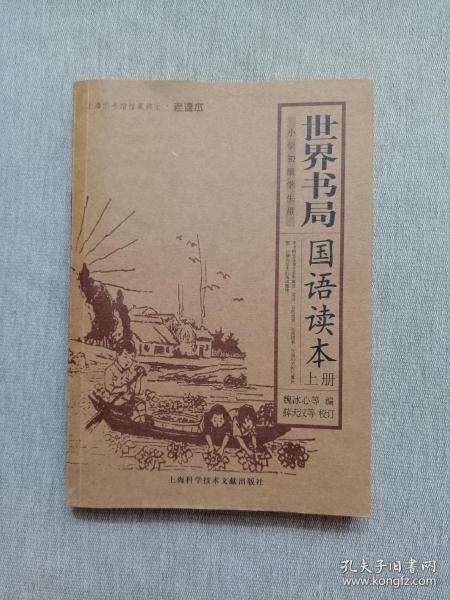 上海图书馆馆藏拂尘·老课本
世界书局
小学初级学生用
国语读本
上册
魏冰心等 编
薛天汉等 校订
上海科学技术文献出版社
孔夫子旧书网
www.kongfz.com